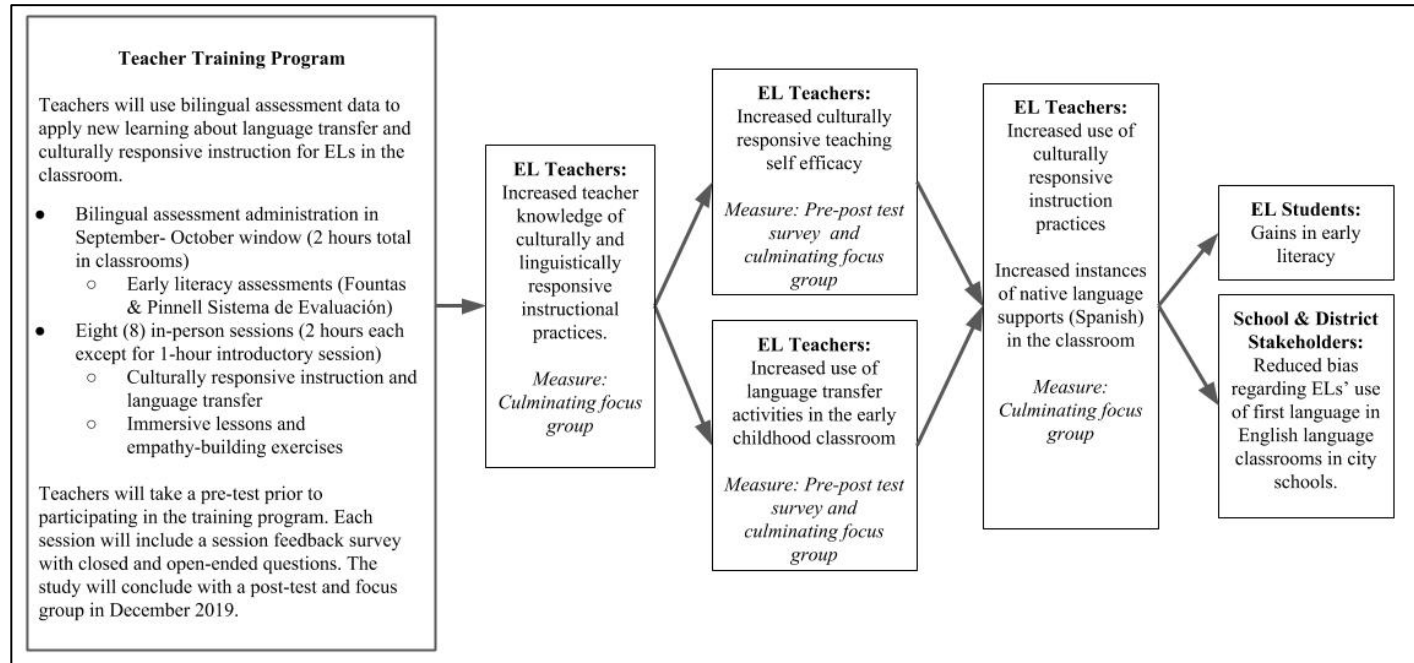 Teacher Training Program
Teachers will use bilingual assessment data to
apply new learning about language transfer and
culturally responsive instruction for ELs in the
classroom.
● Bilingual assessment administration in
September- October window (2 hours total
in classrooms)
○ Early literacy assessments (Fountas
& Pinnell Sistema de Evaluación)
● Eight (8) in-person sessions (2 hours each
except for 1-hour introductory session)
○ Culturally responsive instruction and
language transfer
○ Immersive lessons and
empathy-building exercises
Teachers will take a pre-test prior to
participating in the training program. Each
session will include a session feedback survey
with closed and open-ended questions. The
study will conclude with a post-test and focus
group in December 2019.
EL Teachers:
Increased teacher
knowledge of
culturally and
linguistically
responsive
instructional
practices.
Measure:
Culminating focus
group
EL Teachers:
Increased culturally
responsive teaching
self efficacy
Measure: Pre-post test
survey and
culminating focus
group
EL Teachers:
Increased use of
language transfer
activities in the early
childhood classroom
Measure: Pre-post test
survey and
culminating focus
group
EL Teachers:
Increased use of
culturally
responsive
instruction
practices
Increased instances
of native language
supports (Spanish)
in the classroom
Measure:
Culminating focus
group
EL Students:
Gains in early
literacy
School & District
Stakeholders:
Reduced bias
regarding ELs’ use
of first language in
English language
classrooms in city
schools.